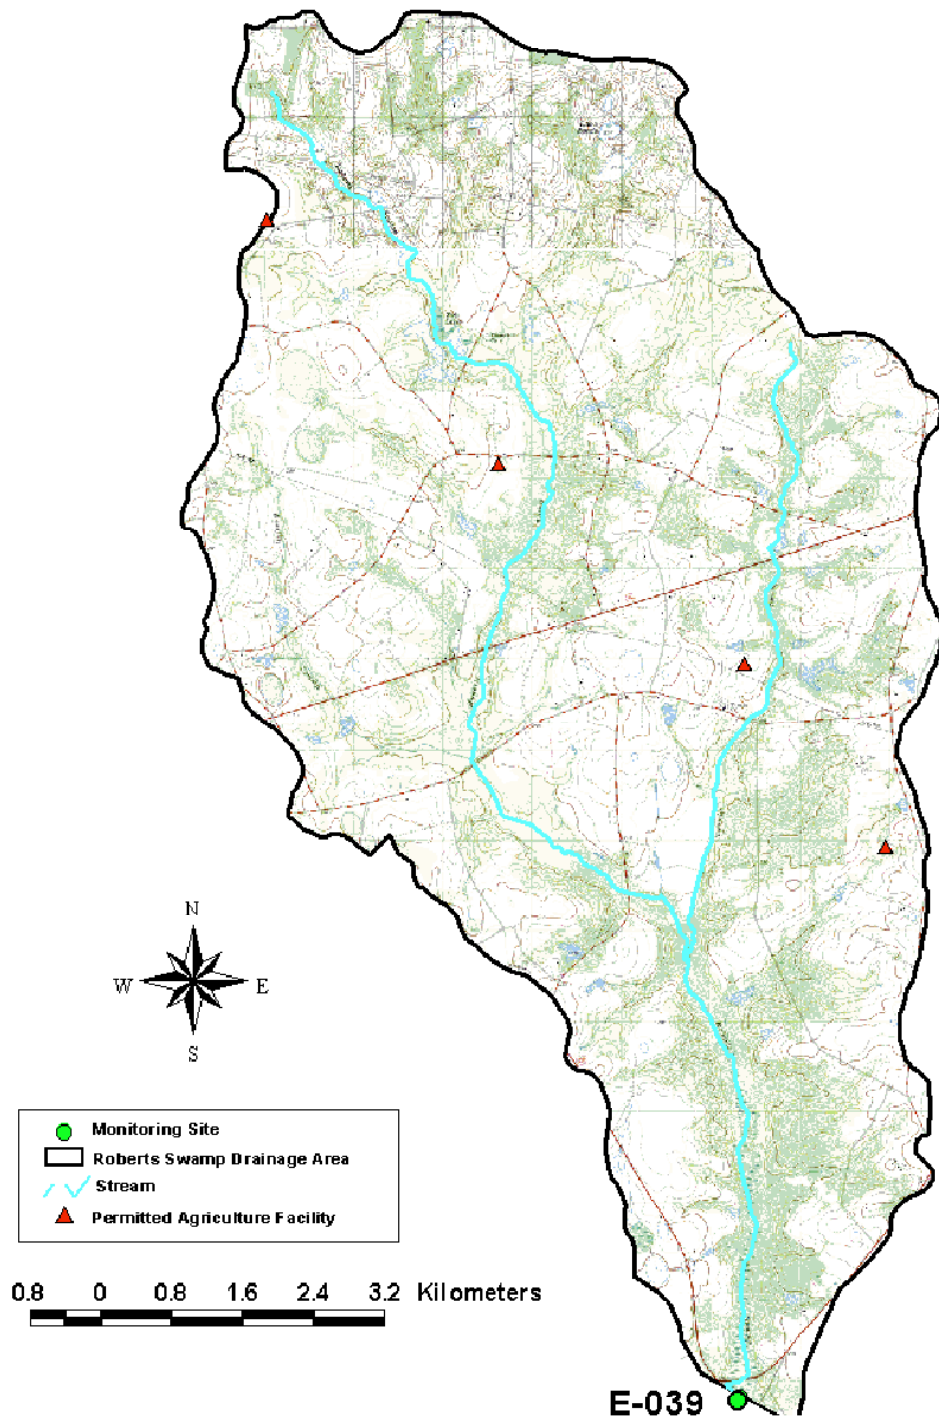 N
W E
S
Monitoring Site
Roberts Swamp Drainage Area
Stream
Permitted Agriculture Facility
0.8 0 0.8 1.6 2.4 3.2 Kilometers
E-039